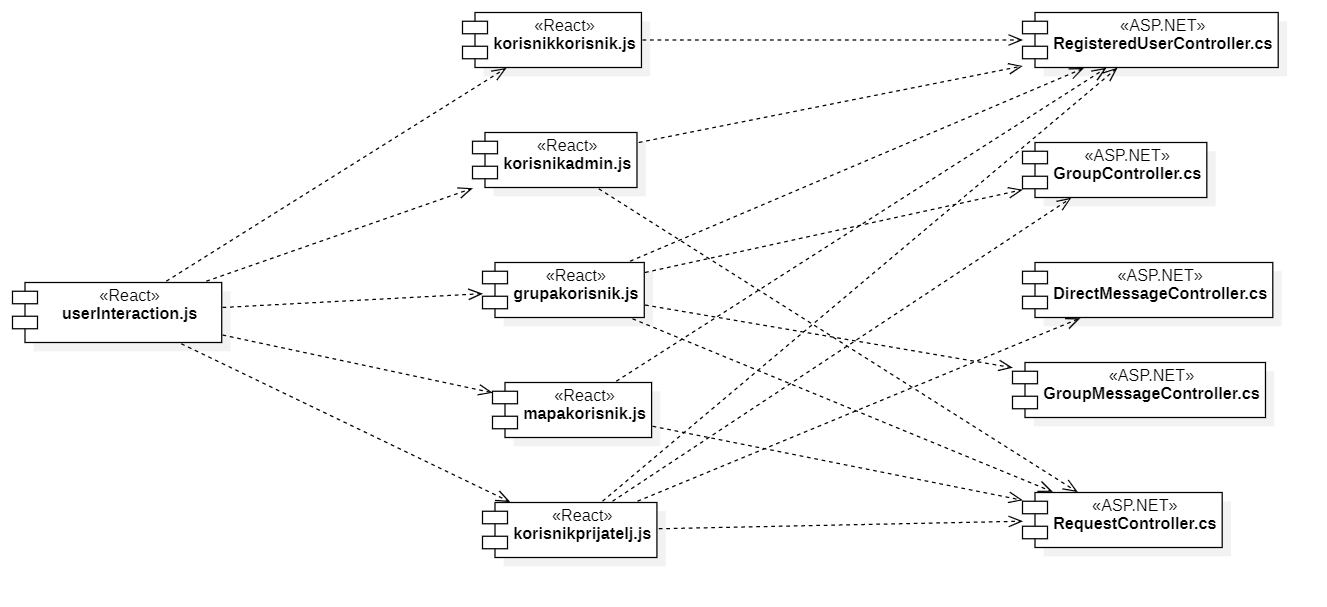 «React»
korisnikkorisnik.js
«ASP.NET»
RegisteredUserController.cs
«React»
korisnikadmin.js
«ASP.NET»
GroupController.cs
«React»
userInteraction.js
«React»
grupakorisnik.js
«ASP.NET»
DirectMessageController.cs
«React»
mapakorisnik.js
«ASP.NET»
GroupMessageController.cs
«React»
korisnikprijatelj.js
«ASP.NET»
RequestController.cs